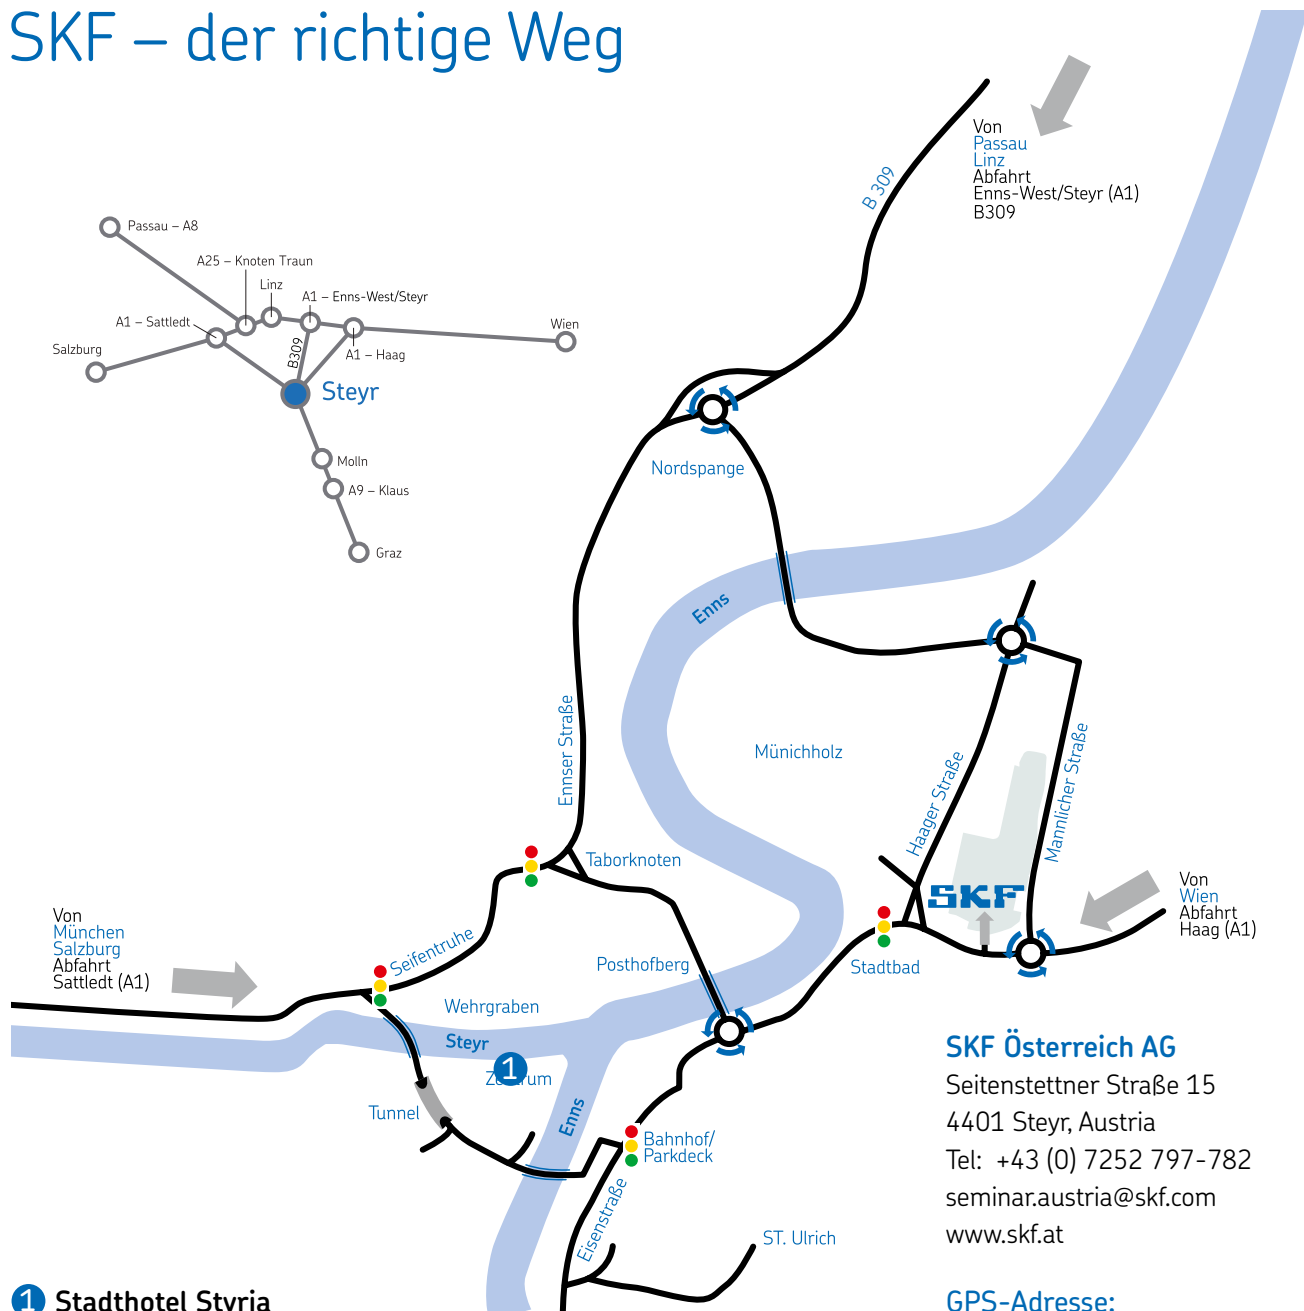 SKF – der richtige Weg
Von
Passau
Linz
Abfahrt
Enns-West/Steyr (A1)
B309
B 309
Passau – A8
A25 – Knoten Traun
Linz
A1 – Enns-West/Steyr
A1 – Sattledt
Wien
Salzburg
B309
A1 – Haag
Steyr
Molln
A9 – Klaus
Graz
Nordspange
Enns
Ennser Straße
Münichholz
Haager Straße
Mannlicher Straße
Taborknoten
SKF
Von
Wien
Abfahrt
Haag (A1)
Von
München
Salzburg
Abfahrt
Sattledt (A1)
Seifentruhe
Posthofberg
Stadtbad
Wehrgraben
Steyr
1
Tunnel
Enns
Bahnhof/
Parkdeck
Eisenstraße
ST. Ulrich
SKF Österreich AG
Seitenstettner Straße 15
4401 Steyr, Austria
Tel: +43 (0) 7252 797-782
seminar.austria@skf.com
www.skf.at
1 Stadthotel Styria
GPS-Adresse: